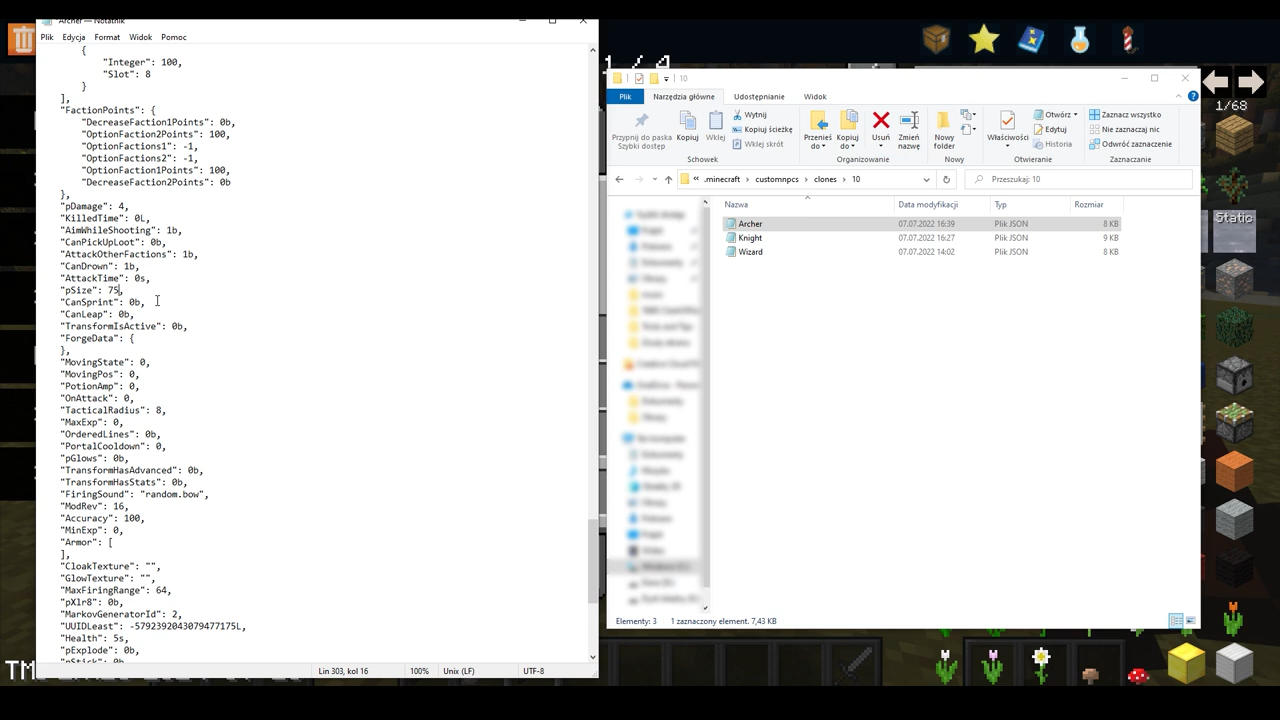 *Archer — Notatnik
Plik Edycja Format Widok Pomoc
{
"Integer": 100,
"Slot": 8
}
],
"FactionPoints": {
"DecreaseFaction1Points": 0b,
"OptionFaction2Points": 100,
"OptionFactions1": -1,
"OptionFactions2": -1,
"OptionFaction1Points": 100,
"DecreaseFaction2Points": 0b
},
"pDamage": 4,
"KilledTime": 0L,
"AimWhileShooting": 1b,
"CanPickUpLoot": 0b,
"AttackOtherFactions": 1b,
"CanDrown": 1b,
"AttackTime": 0s,
"pSize": 75,
"CanSprint": 0b,
"CanLeap": 0b,
"TransformIsActive": 0b,
"ForgeData": {
},
"MovingState": 0,
"MovingPos": 0,
"PotionAmp": 0,
"OnAttack": 0,
"TacticalRadius": 8,
"MaxExp": 0,
"OrderedLines": 0b,
"PortalCooldown": 0,
"pGlows": 0b,
"TransformHasAdvanced": 0b,
"TransformHasStats": 0b,
"FiringSound": "random.bow",
"ModRev": 16,
"Accuracy": 100,
"MinExp": 0,
"Armor": [
],
"CloakTexture": "",
"GlowTexture": "",
"MaxFiringRange": 64,
"pXlr8": 0b,
"MarkovGeneratorId": 2,
"UUIDLeast": -5792392043079477175L,
"Health": 5s,
"pExplode": 0b,
"pStick": 0b
Lin 303, kol 16 100% Unix (LF) UTF-8
1 / 4
10
Plik Narzędzia główne Udostępnianie Widok
Przypnij do paska Szybki dostęp
Kopiuj
Wklej
Wytnij
Kopiuj ścieżkę
Wklej skrót
Schowek
Przenieś do
Kopiuj do
Usuń
Zmień nazwę
Organizowanie
Nowy folder
Nowy
Właściwości
Otwórz
Edytuj
Historia
Otwieranie
Zaznacz wszystko
Nie zaznaczaj nic
Odwróć zaznaczenie
Zaznaczanie
« .minecraft › customnpcs › clones › 10
Przeszukaj: 10
Nazwa Data modyfikacji Typ Rozmiar
Archer 07.07.2022 16:39 Plik JSON 8 KB
Knight 07.07.2022 16:27 Plik JSON 9 KB
Wizard 07.07.2022 14:02 Plik JSON 8 KB
Elementy: 3 1 zaznaczony element. 7,43 KB
1/68
Static